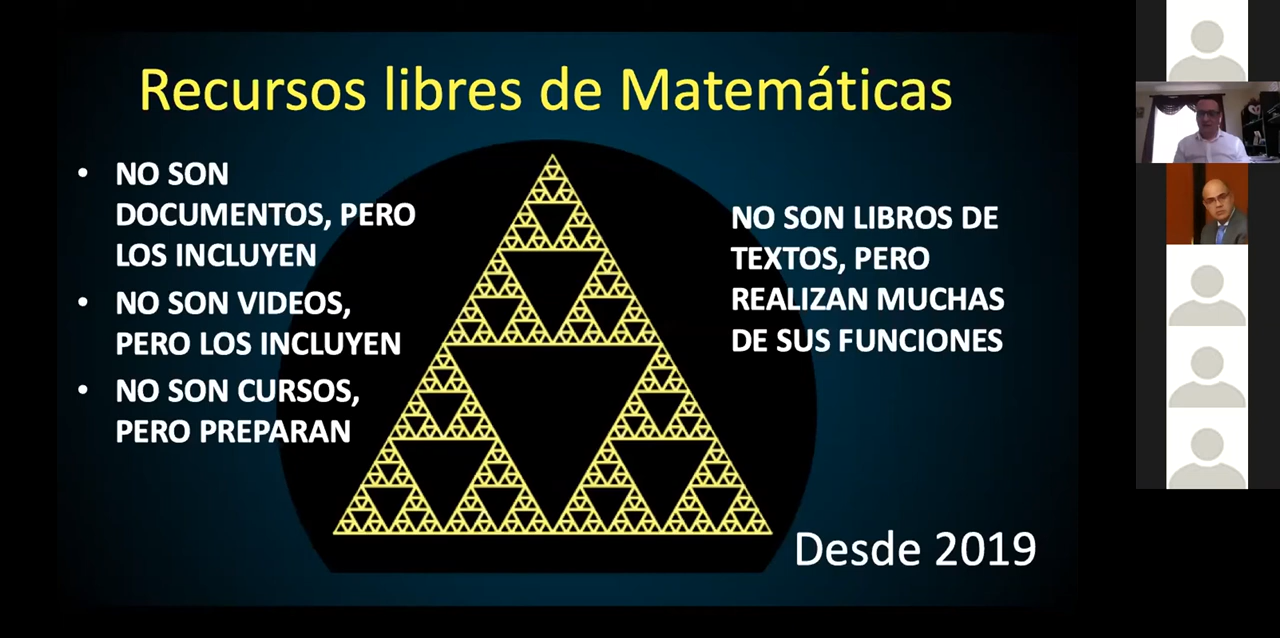 Recursos libres de Matemáticas
• NO SON
DOCUMENTOS, PERO
LOS INCLUYEN
• NO SON VIDEOS,
PERO LOS INCLUYEN
• NO SON CURSOS,
PERO PREPARAN
NO SON LIBROS DE
TEXTOS, PERO
REALIZAN MUCHAS
DE SUS FUNCIONES
Desde 2019